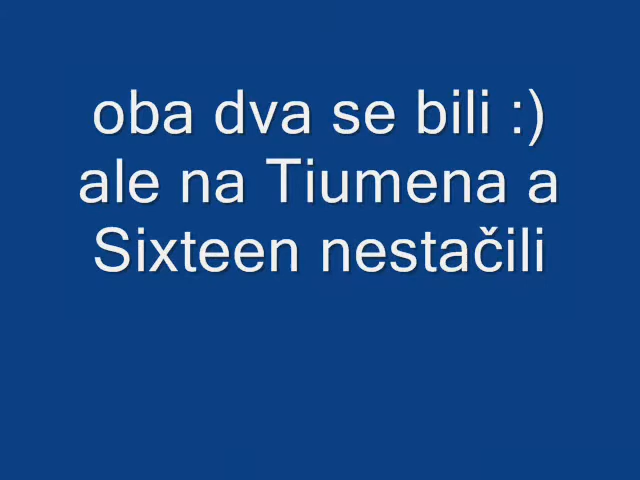 oba dva se bili :)
ale na Tiumena a
Sixteen nestačili